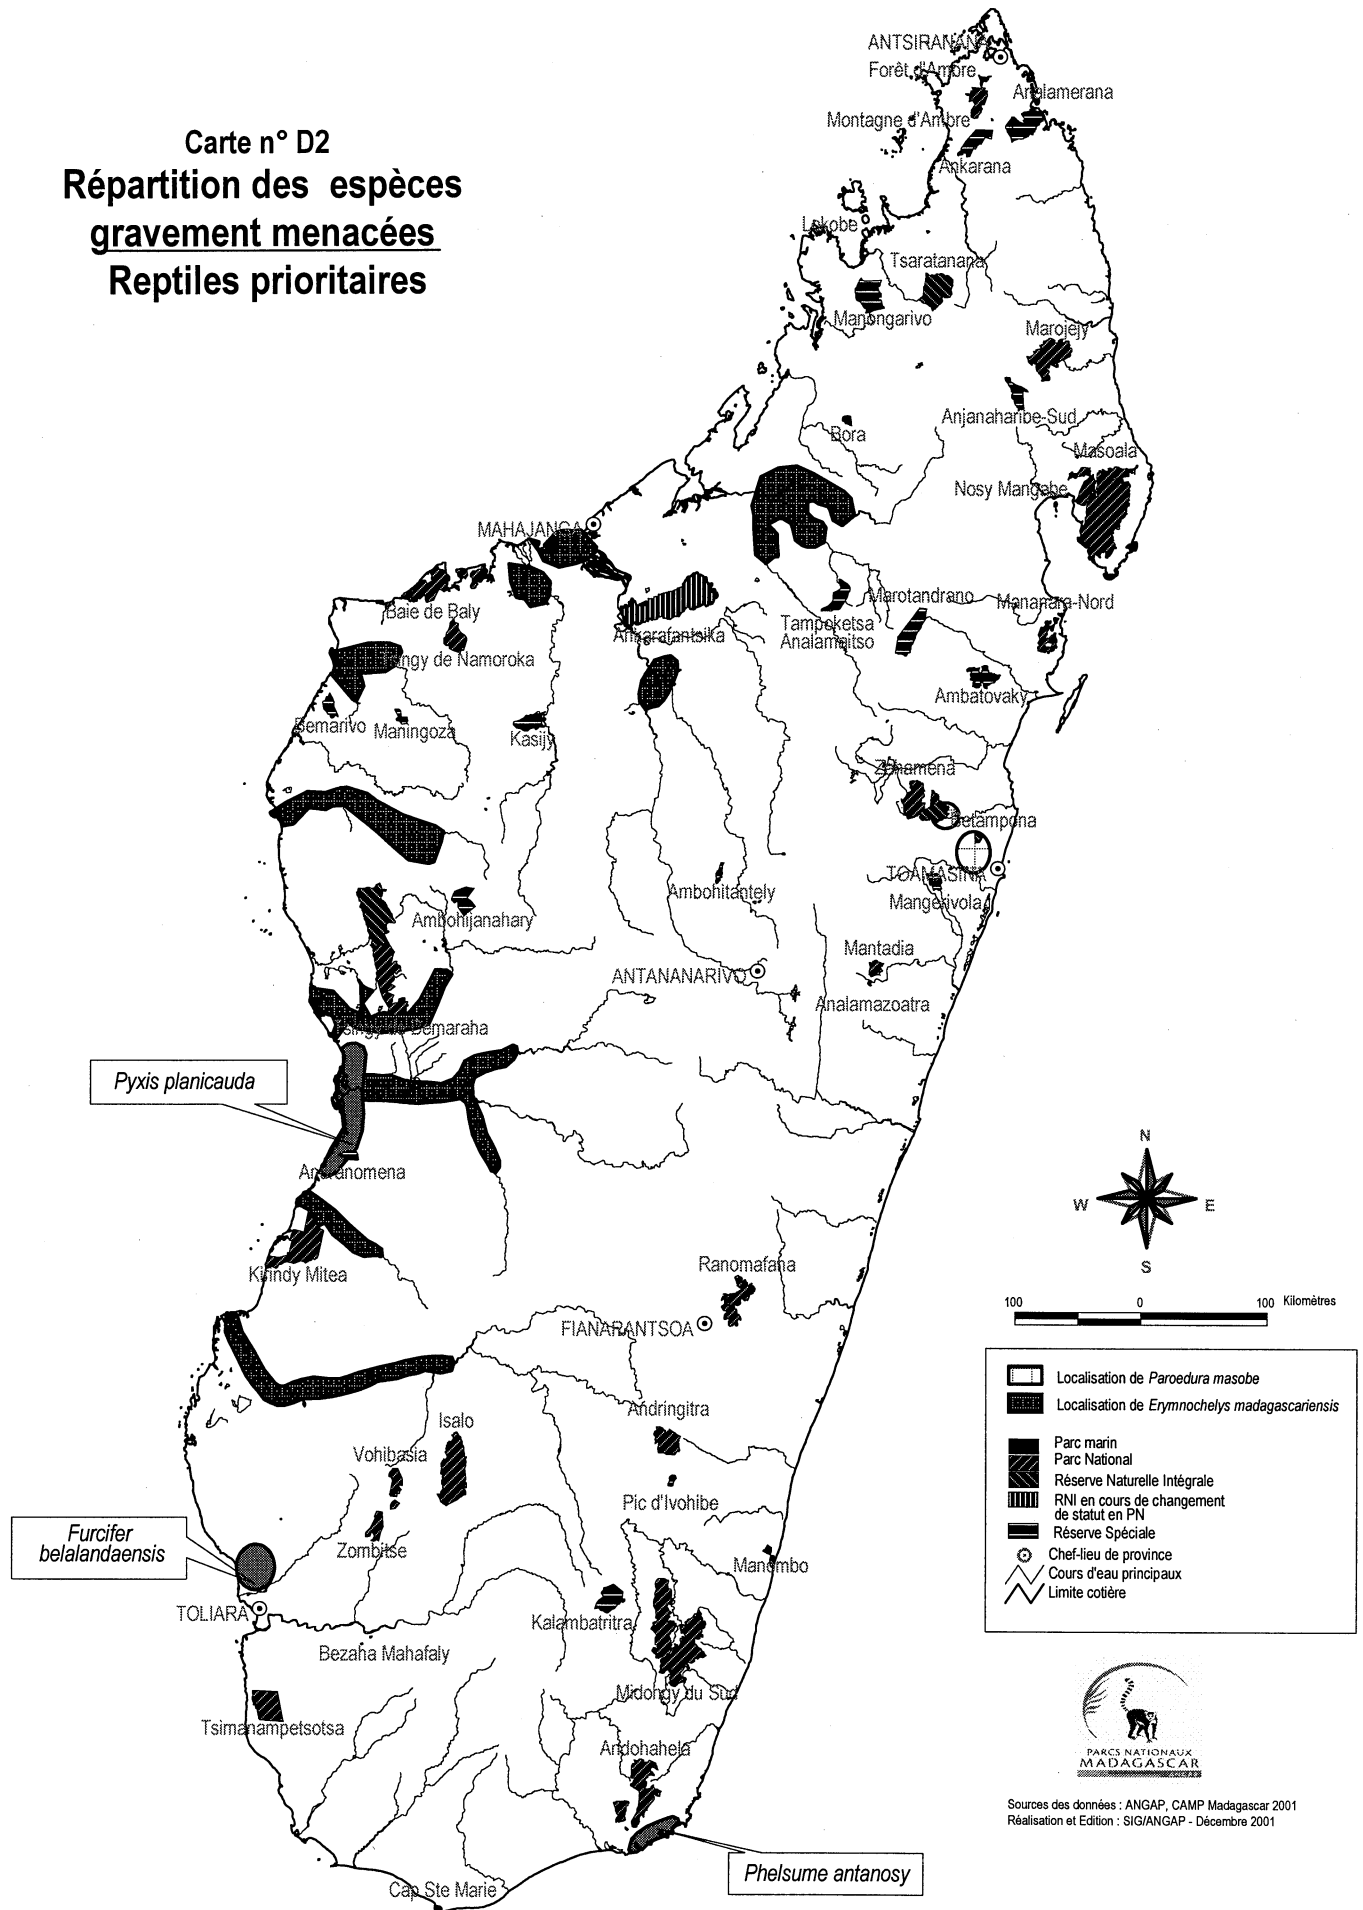 Carte n° D2
Répartition des espèces
gravement menacées
Reptiles prioritaires
ANTSIRANANA
Forêt d'Ambre
Analamerana
Montagne d'Ambre
Ankarana
Lokobe
Tsaratanana
Manongarivo
Marojejy
Anjanaharibe-Sud
Bora
Masoala
Nosy Mangabe
MAHAJANGA
Baie de Baly
Ankarafantsika
Marotandrano
Mananara-Nord
Tampoketsa
Analamaitso
Tsingy de Namoroka
Ambatovaky
Bemarivo
Maningoza
Kasijy
Zahamena
Betampona
TOAMASINA
Ambohitantely
Mangerivola
Ambohijanahary
Mantadia
ANTANANARIVO
Analamazoatra
Tsingy de Bemaraha
Pyxis planicauda
Andranomena
N
W
E
S
Ranomafana
Kirindy Mitea
100
0
100
Kilomètres
FIANARANTSOA
Localisation de Paroedura masobe
Localisation de Erymnochelys madagascariensis
Parc marin
Parc National
Réserve Naturelle Intégrale
RNI en cours de changement
de statut en PN
Réserve Spéciale
Chef-lieu de province
Cours d'eau principaux
Limite cotière
Andringitra
Isalo
Vohibasia
Pic d'Ivohibe
Furcifer
belalandaensis
Zombitse
Manombo
TOLIARA
Kalambatritra
Bezaha Mahafaly
Midongy du Sud
Tsimanampetsotsa
Andohahela
PARCS NATIONAUX
MADAGASCAR
Sources des données : ANGAP, CAMP Madagascar 2001
Réalisation et Edition : SIG/ANGAP - Décembre 2001
Phelsume antanosy
Cap Ste Marie